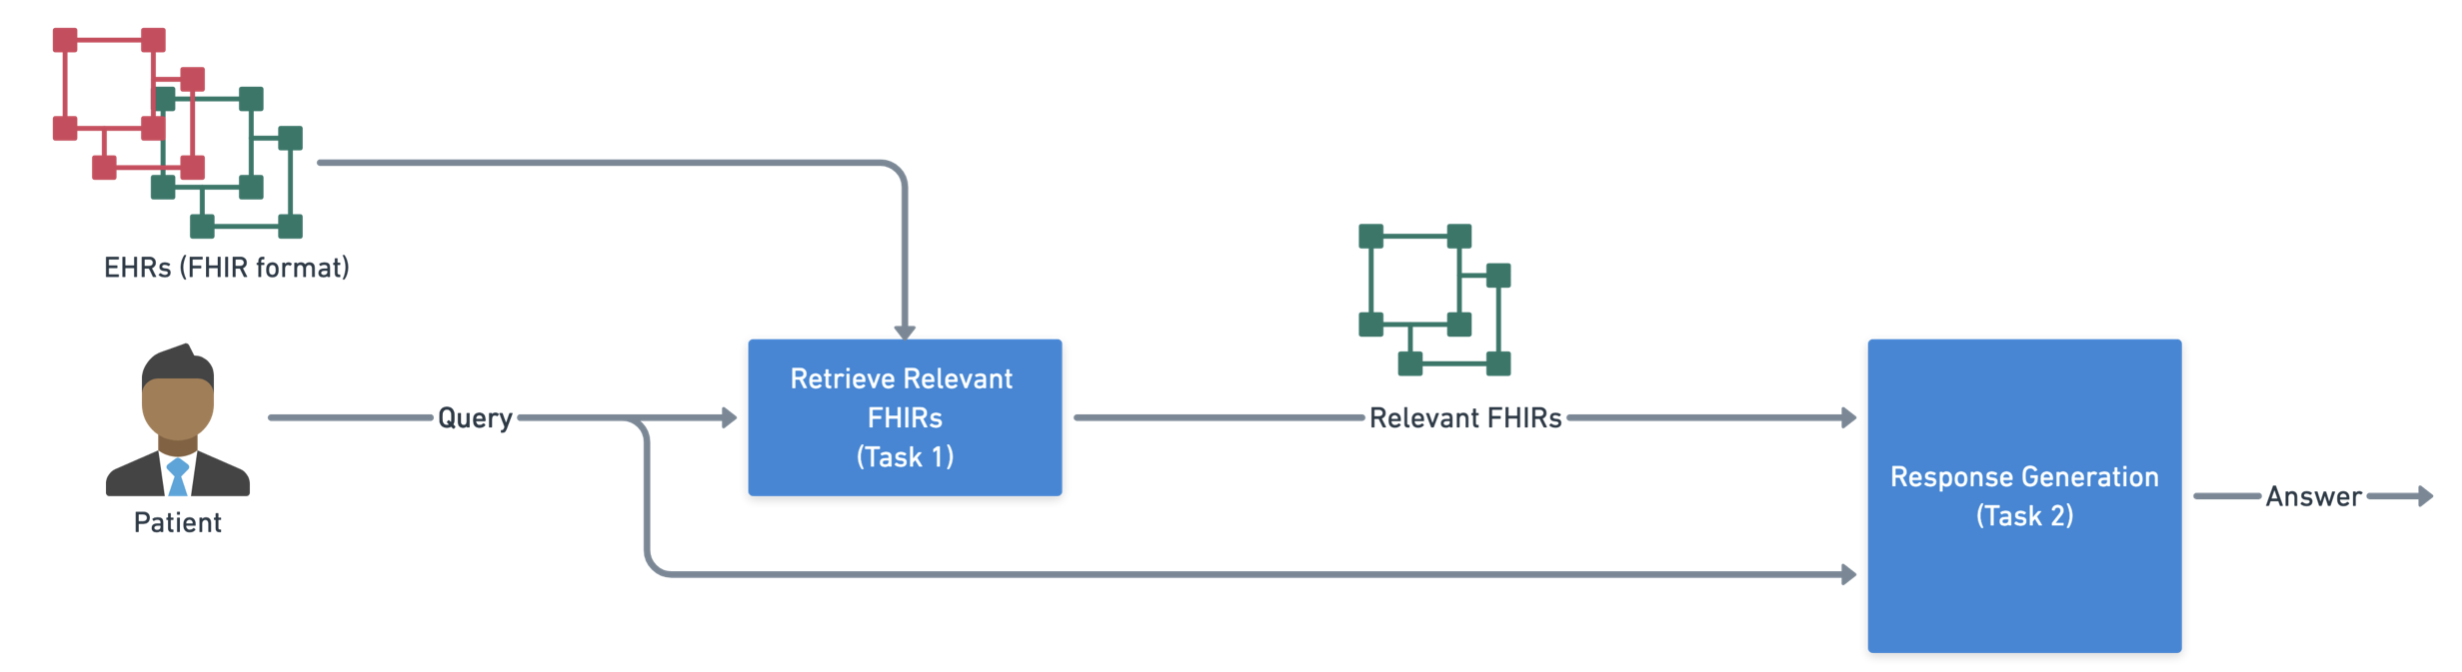 EHRs (FHIR format)
Patient
Query
Retrieve Relevant
FHIRs
(Task 1)
Relevant FHIRs
Response Generation
(Task 2)
Answer